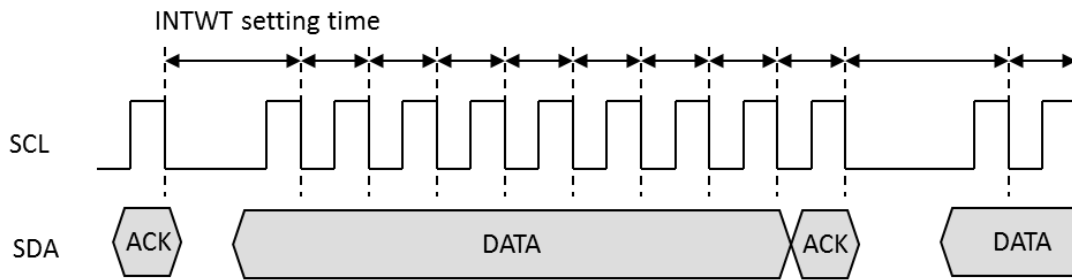 INTWT setting time
SCL
SDA
ACK
DATA
ACK
DATA